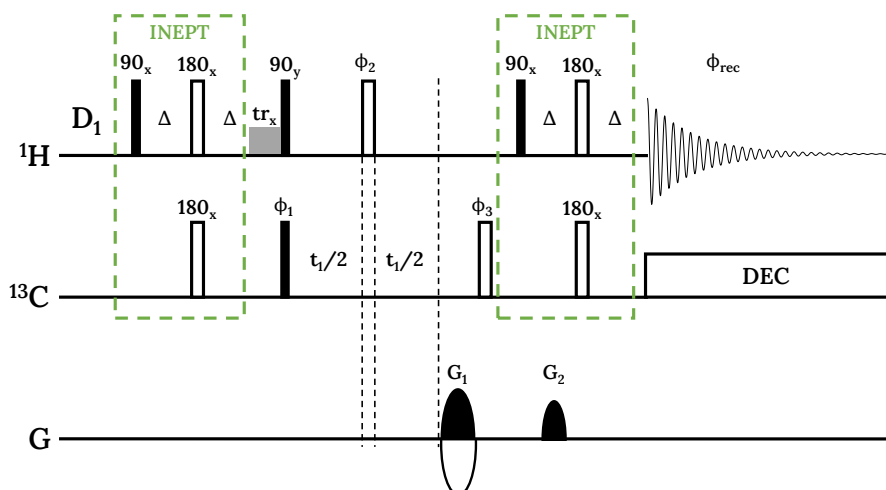 INEPT INEPT
90ₓ 180ₓ 90ᵧ ϕ₂ 90ₓ 180ₓ ϕrec
D₁ Δ Δ trₓ Δ Δ
¹H
180ₓ ϕ₁ ϕ₃ 180ₓ
t₁/2 t₁/2
DEC
¹³C
G₁ G₂
G